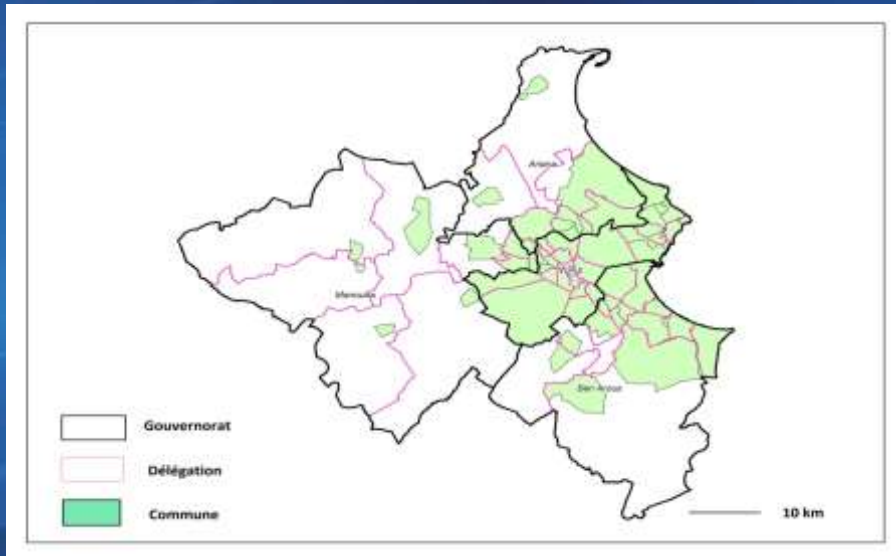 Ariana
Manouba
Ben Arous
Gouvernorat
Délégation
Commune
10 km